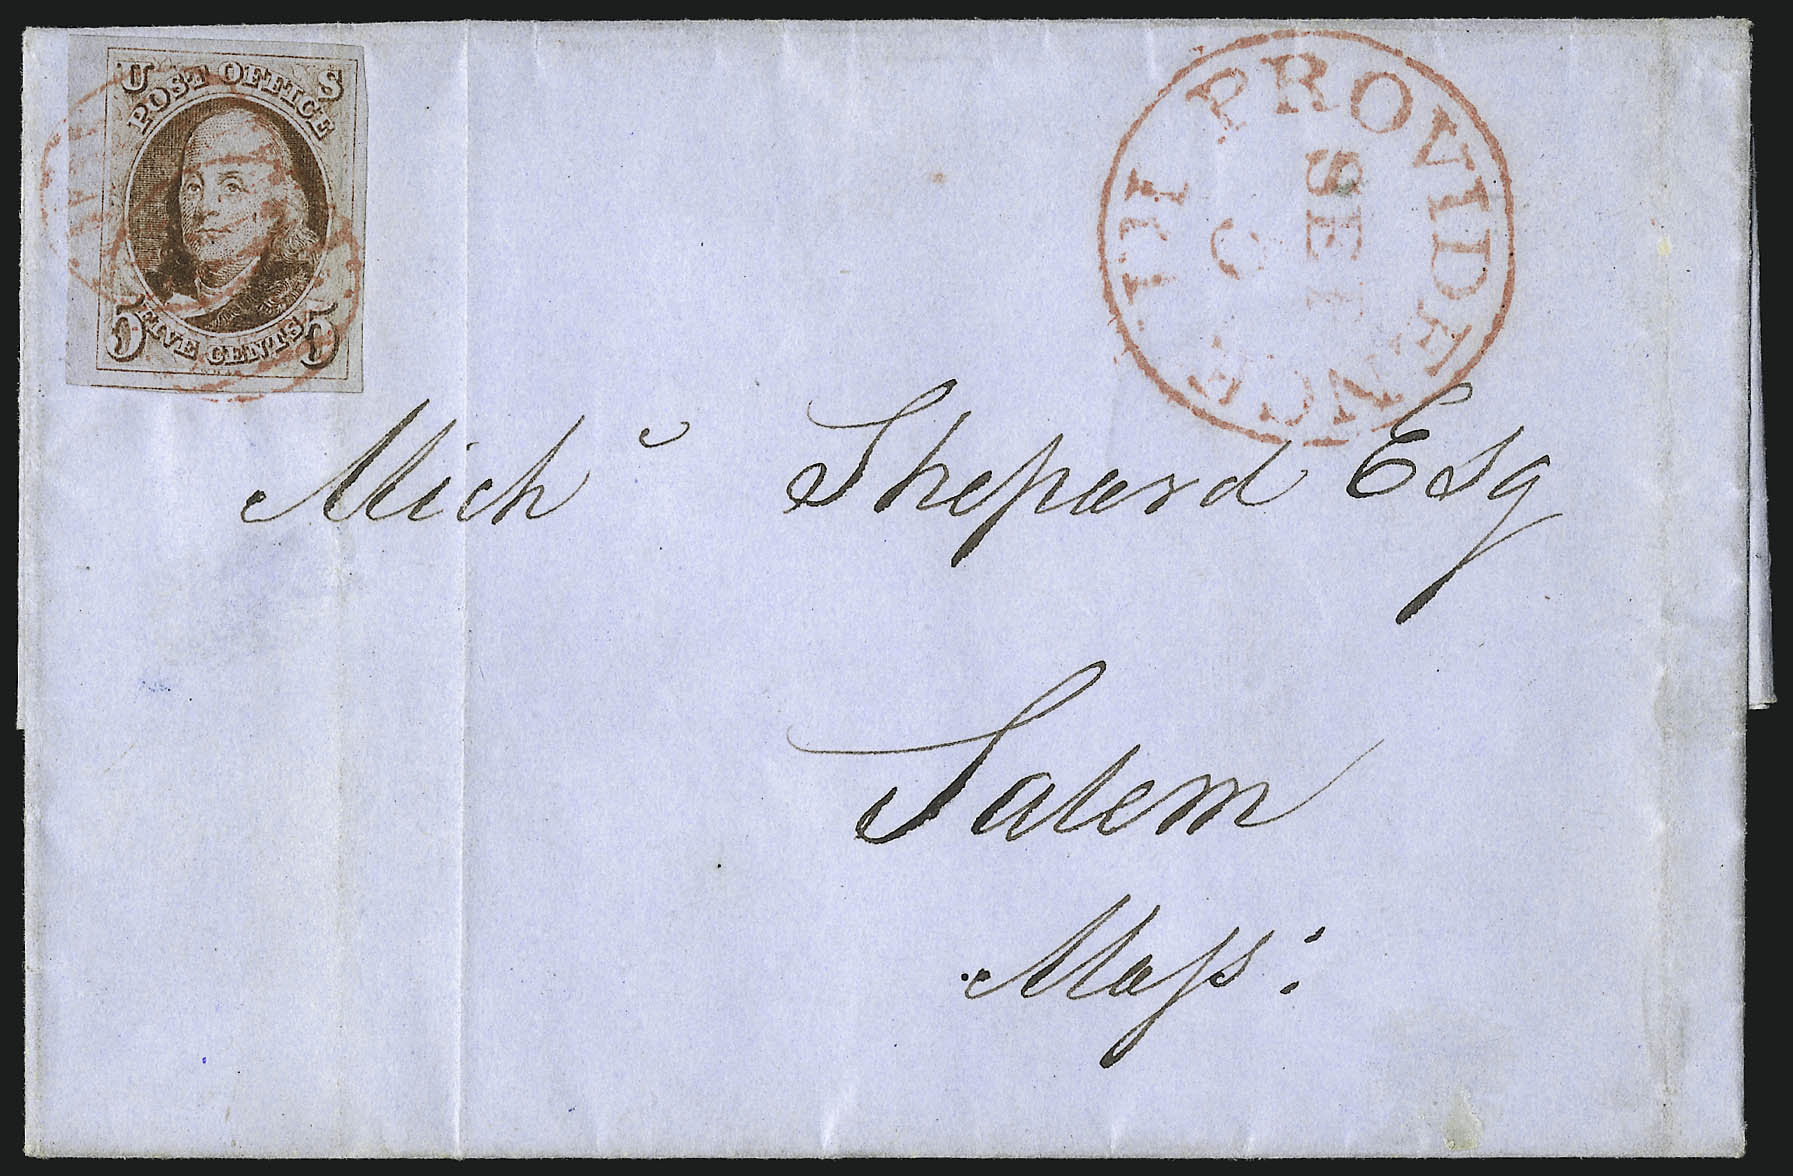 U S
POST OFFICE
5 FIVE CENTS 5
PROVIDENCE
SEP
Mich˘ Shepard Esq
Salem
Maſs: